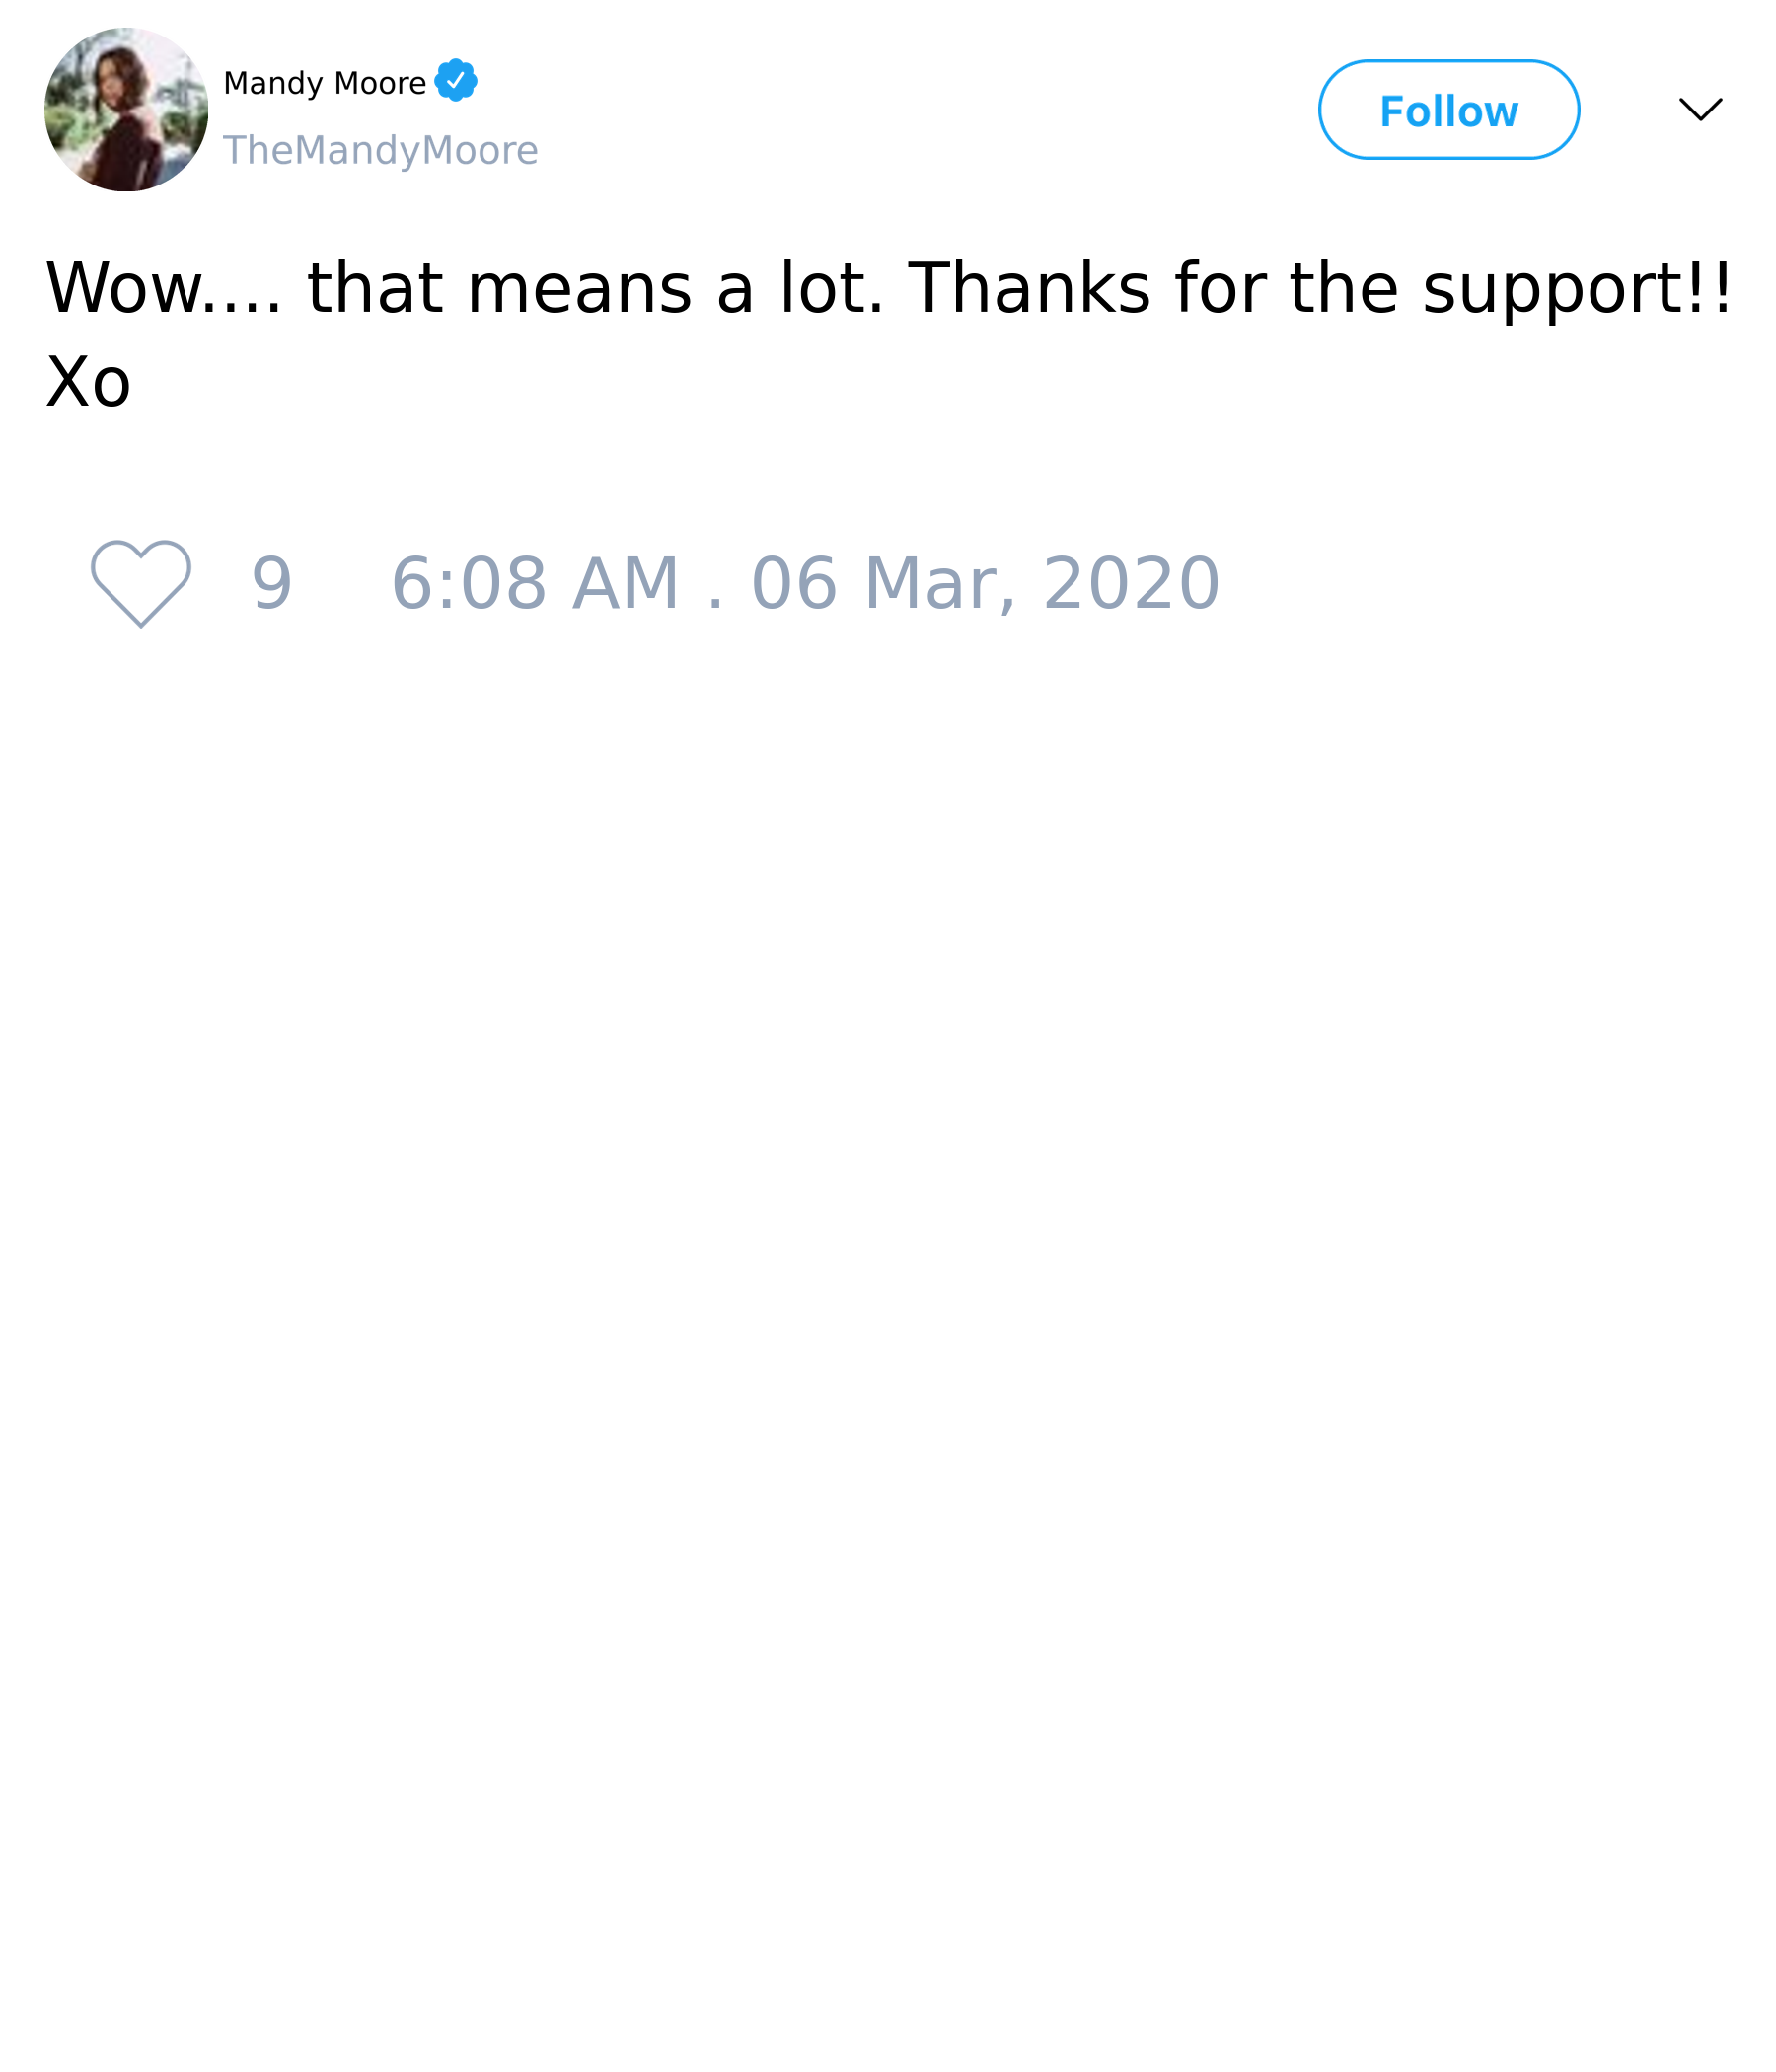 Mandy Moore
TheMandyMoore
Follow
Wow.... that means a lot. Thanks for the support!!
Xo
9 6:08 AM . 06 Mar, 2020